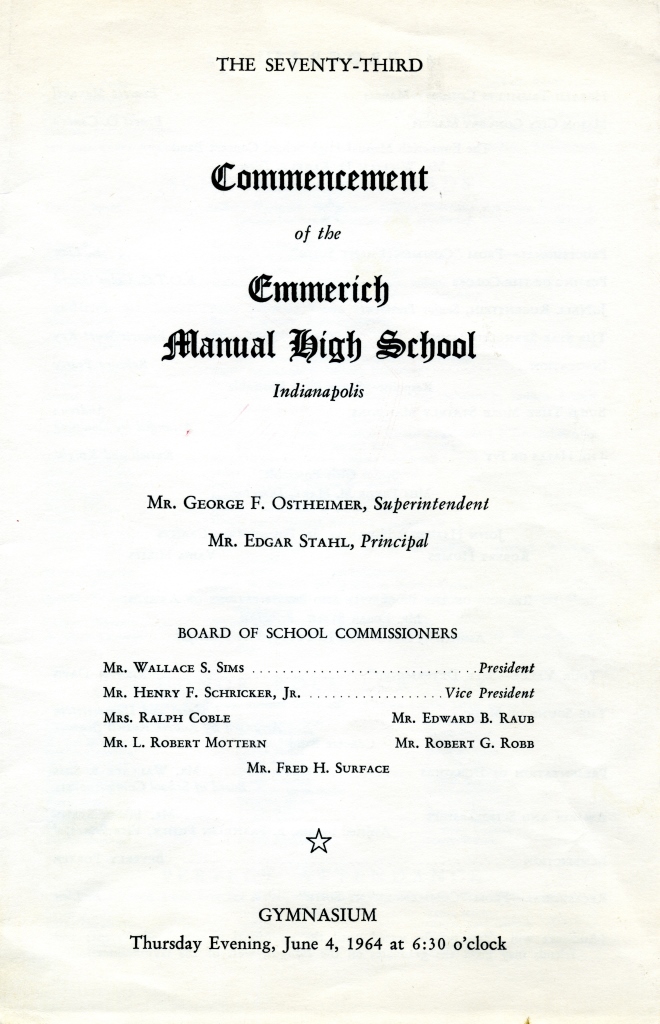 THE SEVENTY-THIRD
Commencement
of the
Emmerich
Manual High School
Indianapolis
Mr. George F. Ostheimer, Superintendent
Mr. Edgar Stahl, Principal
BOARD OF SCHOOL COMMISSIONERS
Mr. Wallace S. Sims ............................ President
Mr. Henry F. Schricker, Jr. .................. Vice President
Mrs. Ralph Coble Mr. Edward B. Raub
Mr. L. Robert Mottern Mr. Robert G. Robb
Mr. Fred H. Surface
GYMNASIUM
Thursday Evening, June 4, 1964 at 6:30 o'clock